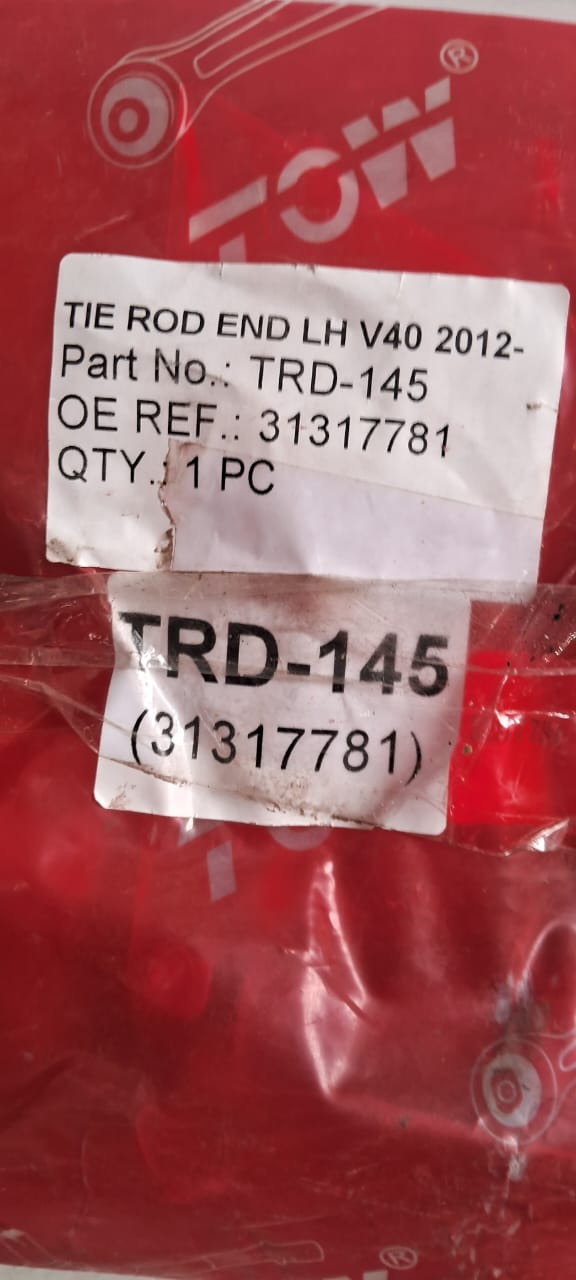 ®
TOW
TIE ROD END LH V40 2012-
Part No.: TRD-145
OE REF.: 31317781
QTY.: 1 PC
TRD-145
(31317781)
®